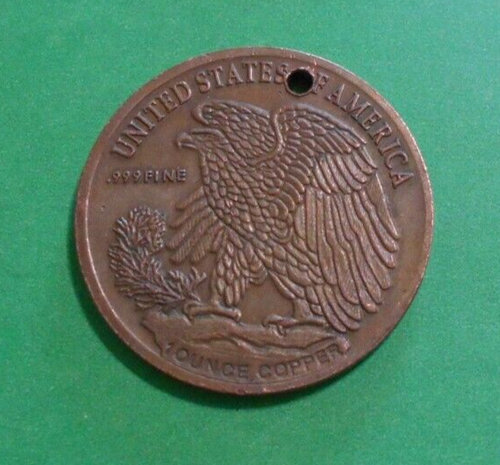 UNITED STATES OF AMERICA
.999 FINE
1 OUNCE COPPER